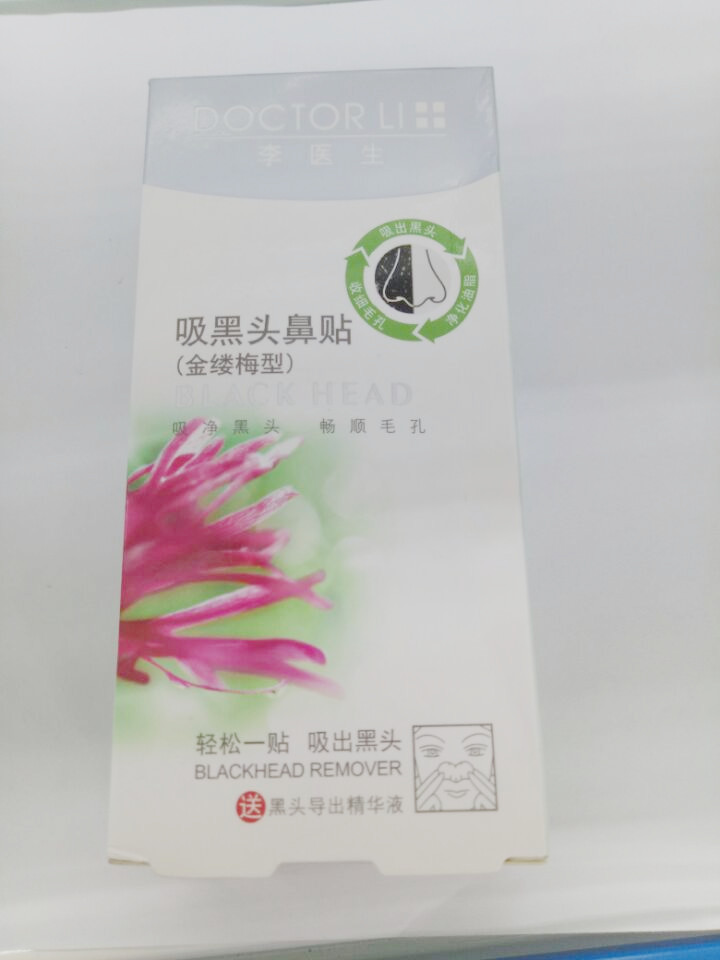 DOCTOR LI
李医生
吸出黑头
净化油脂
收细毛孔
吸黑头鼻贴
(金缕梅型)
BLACK HEAD
吸净黑头 畅顺毛孔
轻松一贴 吸出黑头
BLACKHEAD REMOVER
送黑头导出精华液